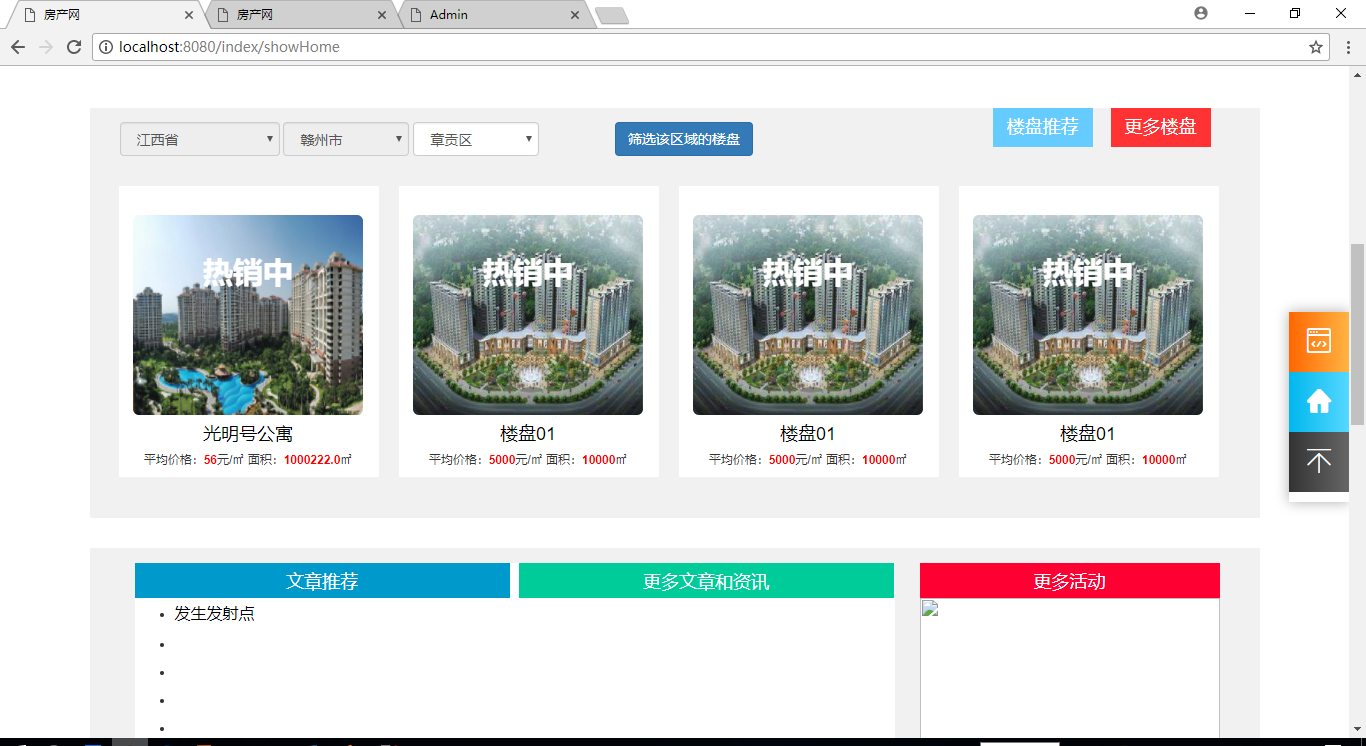 房产网 房产网 Admin
localhost:8080/index/showHome
江西省 赣州市 章贡区 筛选该区域的楼盘 楼盘推荐 更多楼盘
热销中 热销中 热销中 热销中
光明号公寓 楼盘01 楼盘01 楼盘01
平均价格：56元/㎡ 面积：1000222.0㎡ 平均价格：5000元/㎡ 面积：10000㎡ 平均价格：5000元/㎡ 面积：10000㎡ 平均价格：5000元/㎡ 面积：10000㎡
文章推荐 更多文章和资讯 更多活动
发生发射点